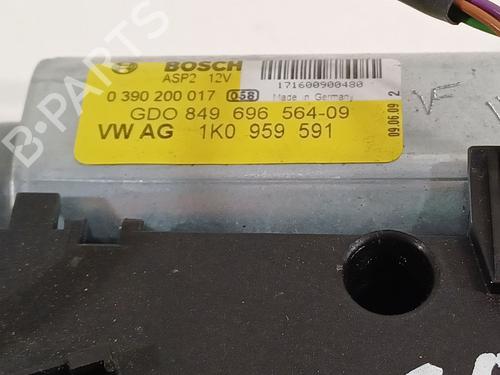 BOSCH
ASP2 12V
171600900480
0 390 200 017 058 Made in Germany
GDO 849 696 564-09
VW AG 1K0 959 591
09.06.09 2
VF
B-PARTS